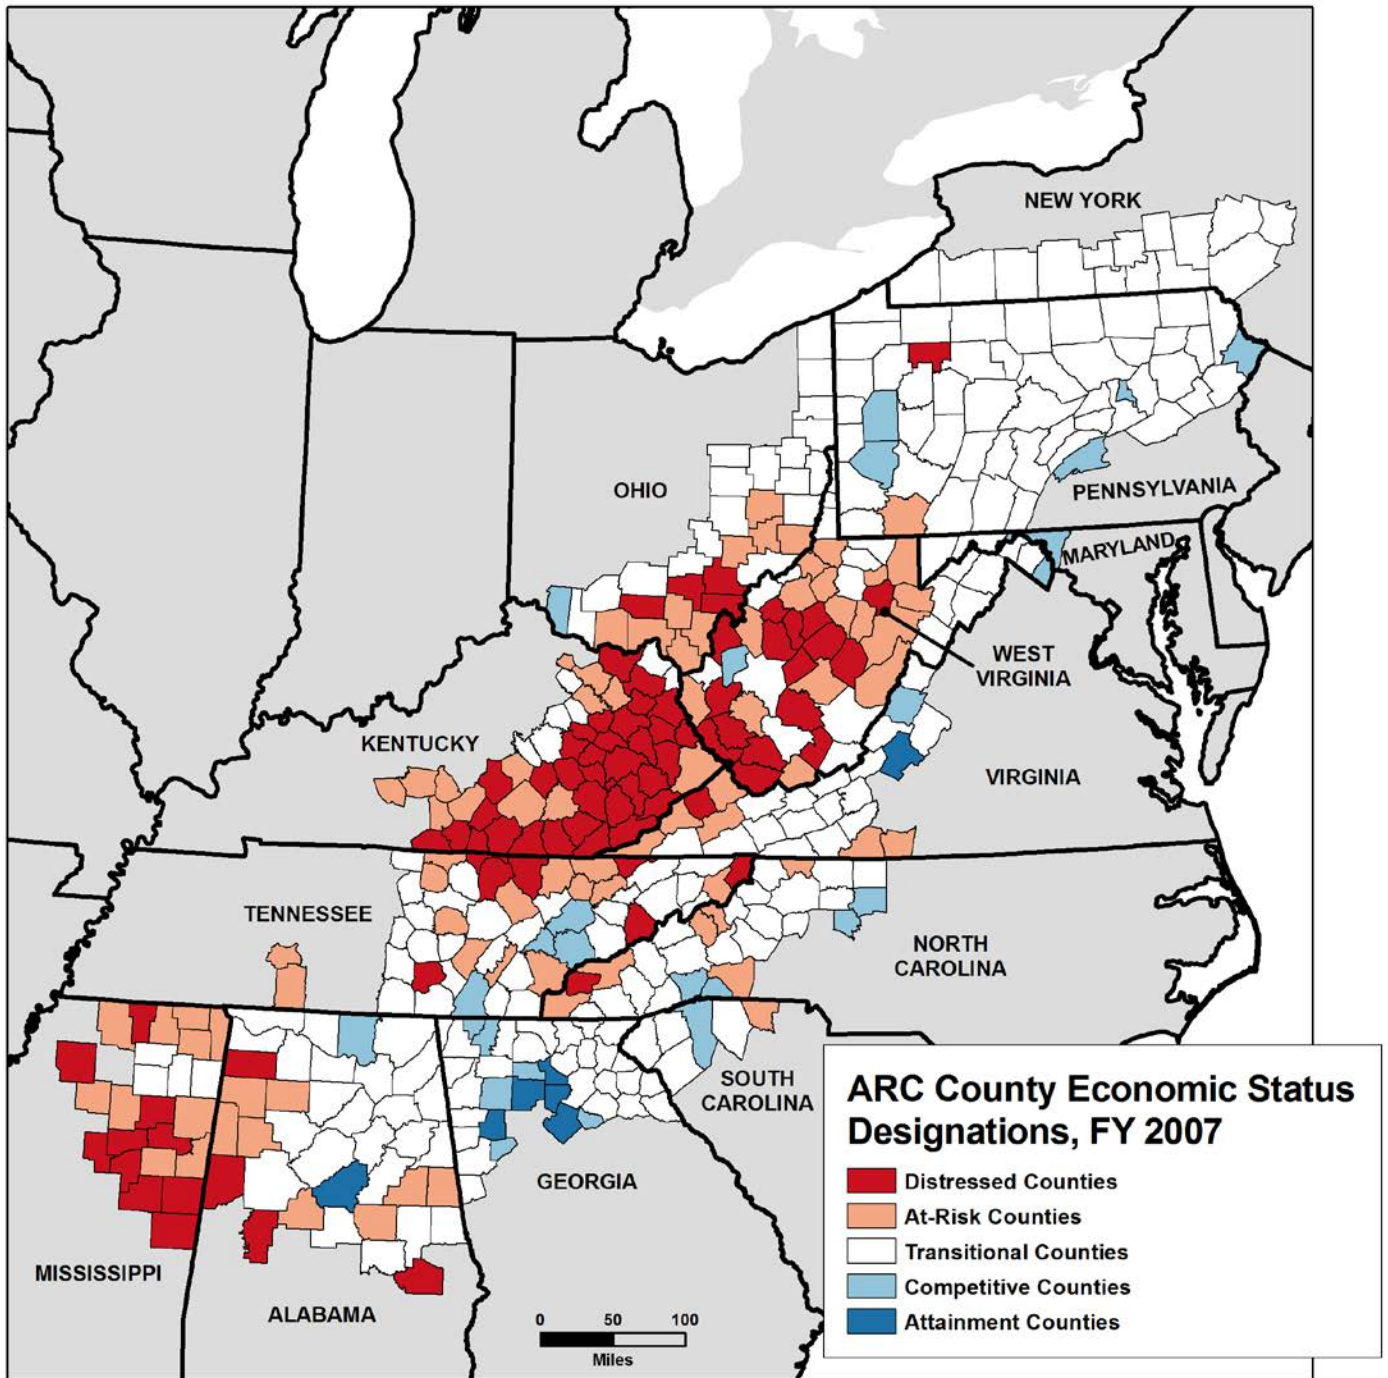 NEW YORK
OHIO
PENNSYLVANIA
MARYLAND
WEST
VIRGINIA
KENTUCKY
VIRGINIA
TENNESSEE
NORTH
CAROLINA
SOUTH
CAROLINA
GEORGIA
MISSISSIPPI
ALABAMA
0 50 100
Miles
ARC County Economic Status
Designations, FY 2007
Distressed Counties
At-Risk Counties
Transitional Counties
Competitive Counties
Attainment Counties